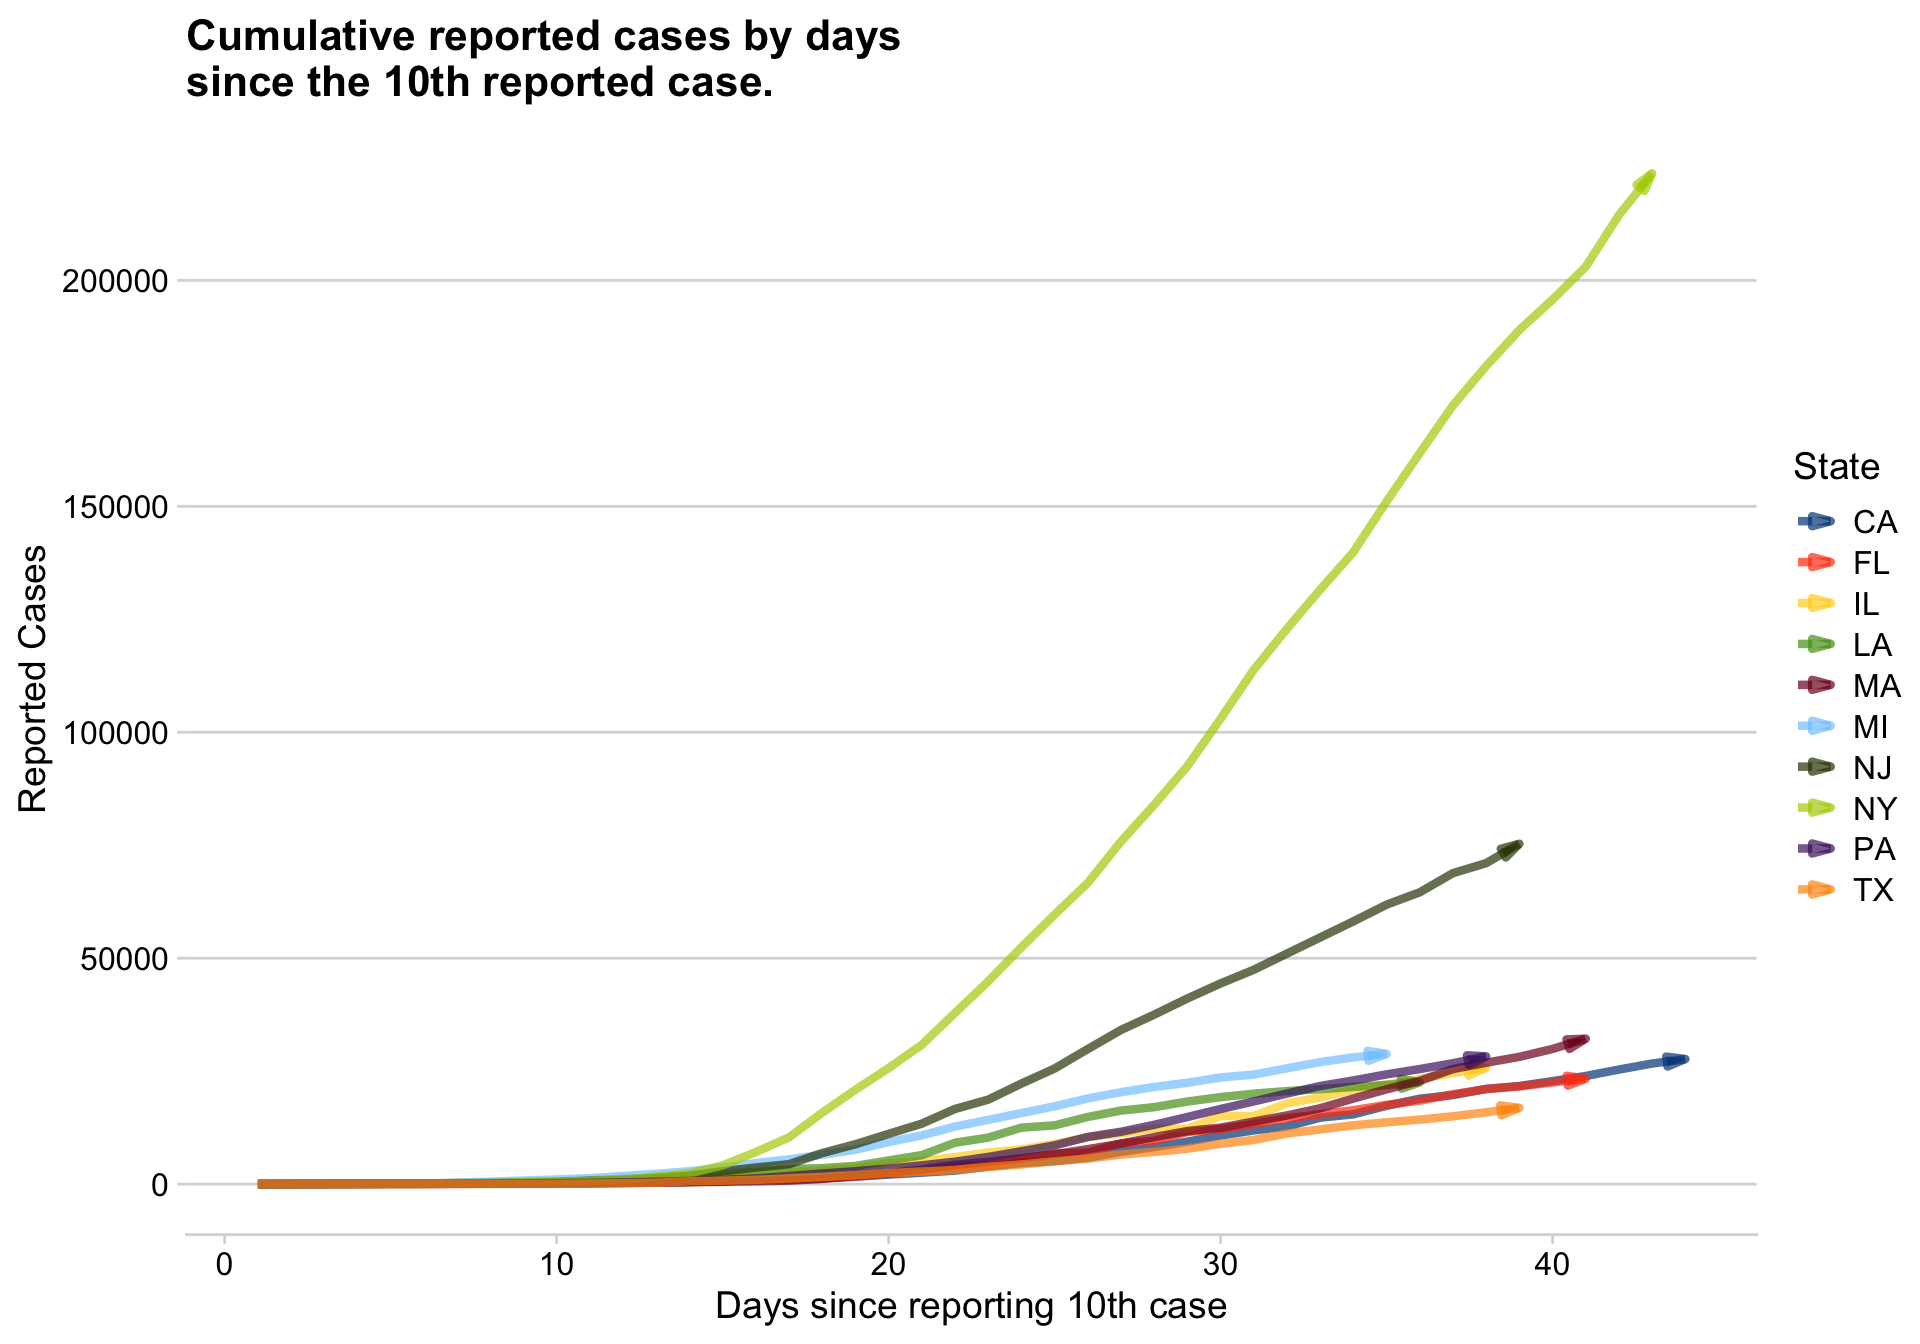 Cumulative reported cases by days
since the 10th reported case.
200000
150000
100000
50000
0
Reported Cases
0 10 20 30 40
Days since reporting 10th case
State
CA
FL
IL
LA
MA
MI
NJ
NY
PA
TX